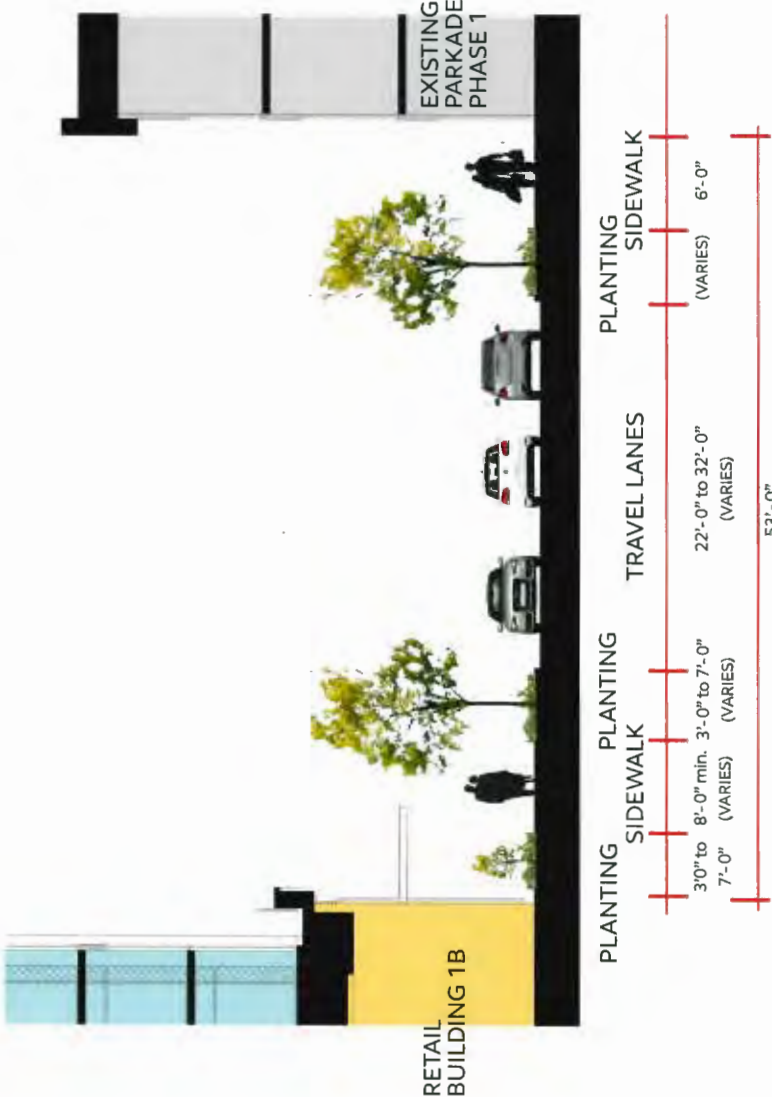 RETAIL
BUILDING 1B
EXISTING
PARKADE
PHASE 1
PLANTING
SIDEWALK
PLANTING
TRAVEL LANES
PLANTING
SIDEWALK
3'0" to
7'-0"
8'-0" min.
(VARIES)
3'-0" to 7'-0"
(VARIES)
22'-0" to 32'-0"
(VARIES)
(VARIES)
6'-0"
53'-0"